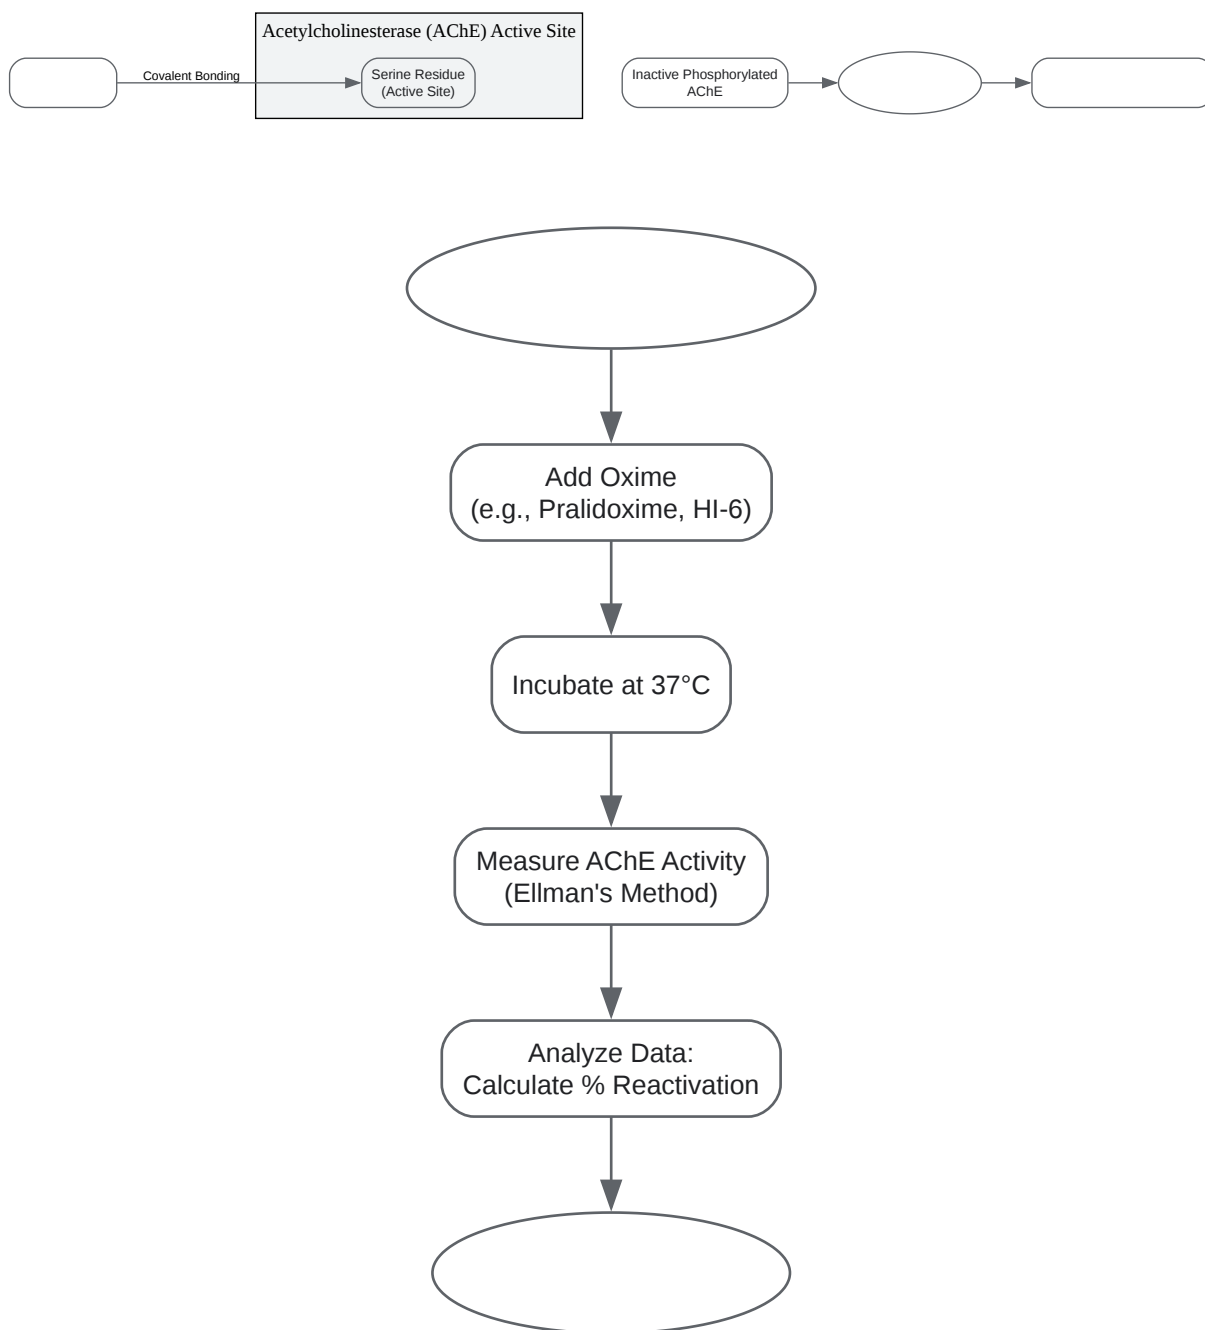 Acetylcholinesterase (AChE) Active Site
Covalent Bonding
Serine Residue
(Active Site)
Inactive Phosphorylated
AChE
Add Oxime
(e.g., Pralidoxime, HI-6)
Incubate at 37°C
Measure AChE Activity
(Ellman's Method)
Analyze Data:
Calculate % Reactivation